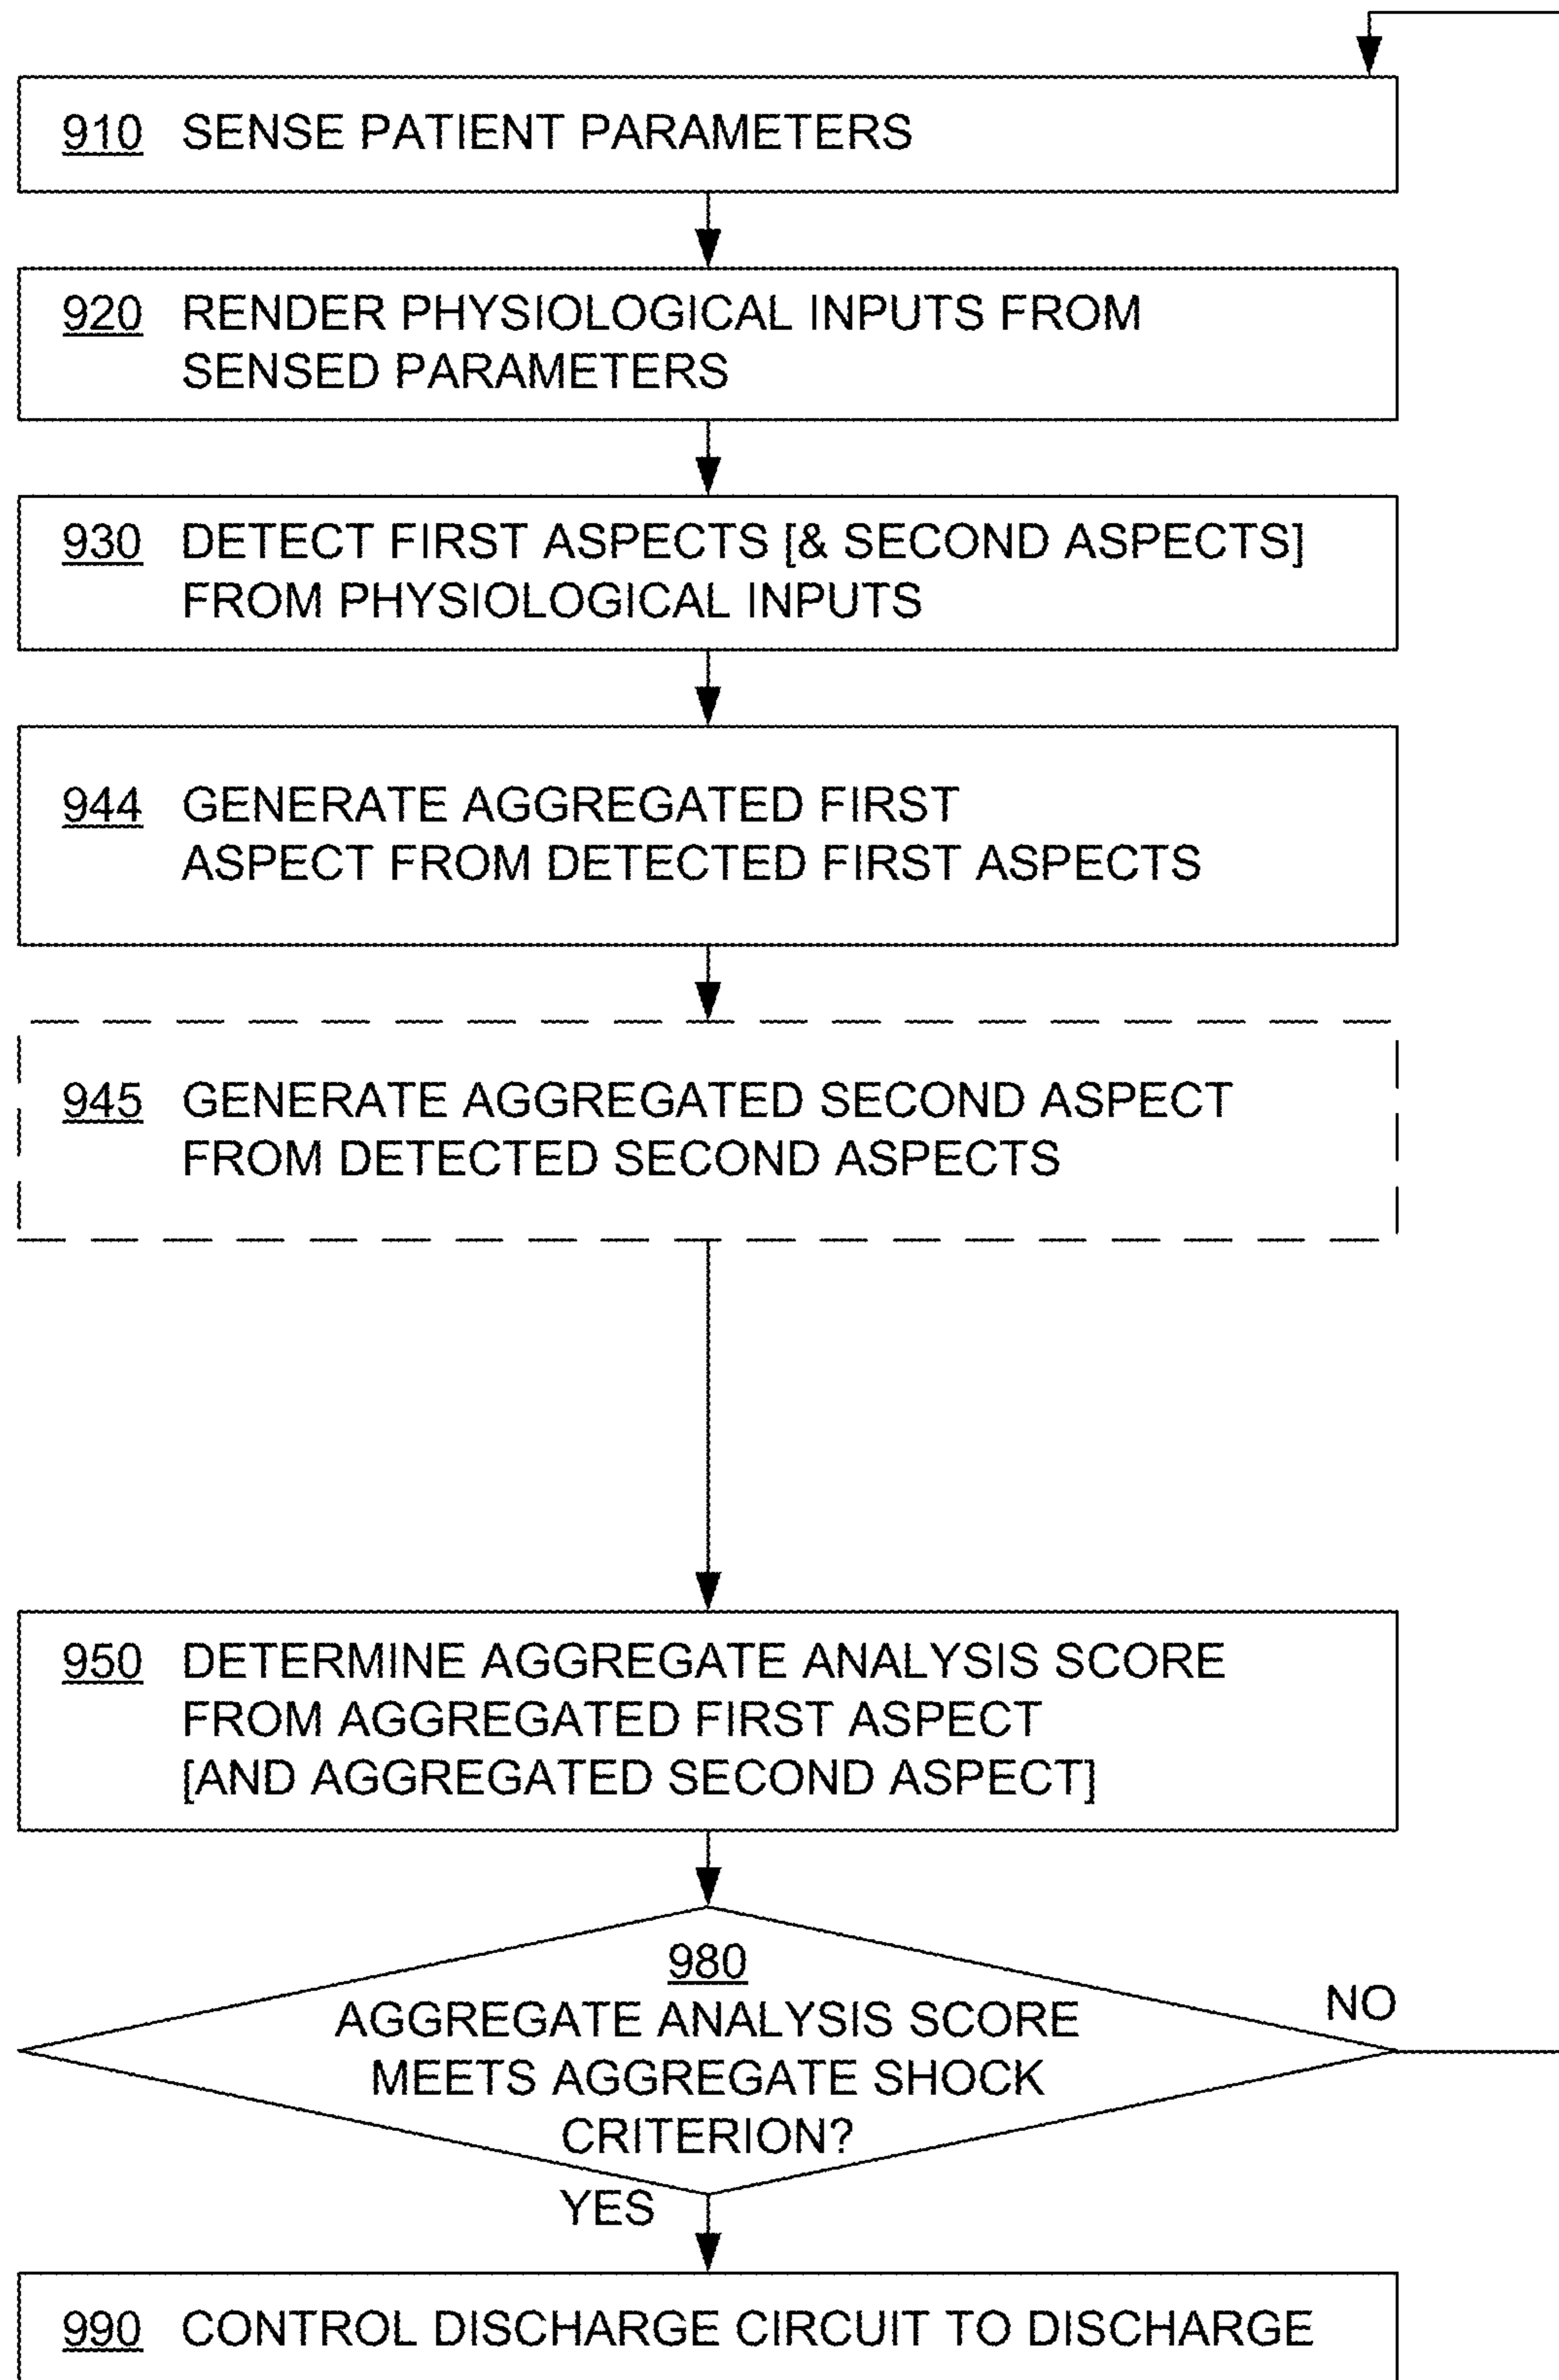 910 SENSE PATIENT PARAMETERS
920 RENDER PHYSIOLOGICAL INPUTS FROM
SENSED PARAMETERS
930 DETECT FIRST ASPECTS [& SECOND ASPECTS]
FROM PHYSIOLOGICAL INPUTS
944 GENERATE AGGREGATED FIRST
ASPECT FROM DETECTED FIRST ASPECTS
945 GENERATE AGGREGATED SECOND ASPECT
FROM DETECTED SECOND ASPECTS
950 DETERMINE AGGREGATE ANALYSIS SCORE
FROM AGGREGATED FIRST ASPECT
[AND AGGREGATED SECOND ASPECT]
980
AGGREGATE ANALYSIS SCORE
MEETS AGGREGATE SHOCK
CRITERION?
NO
YES
990 CONTROL DISCHARGE CIRCUIT TO DISCHARGE